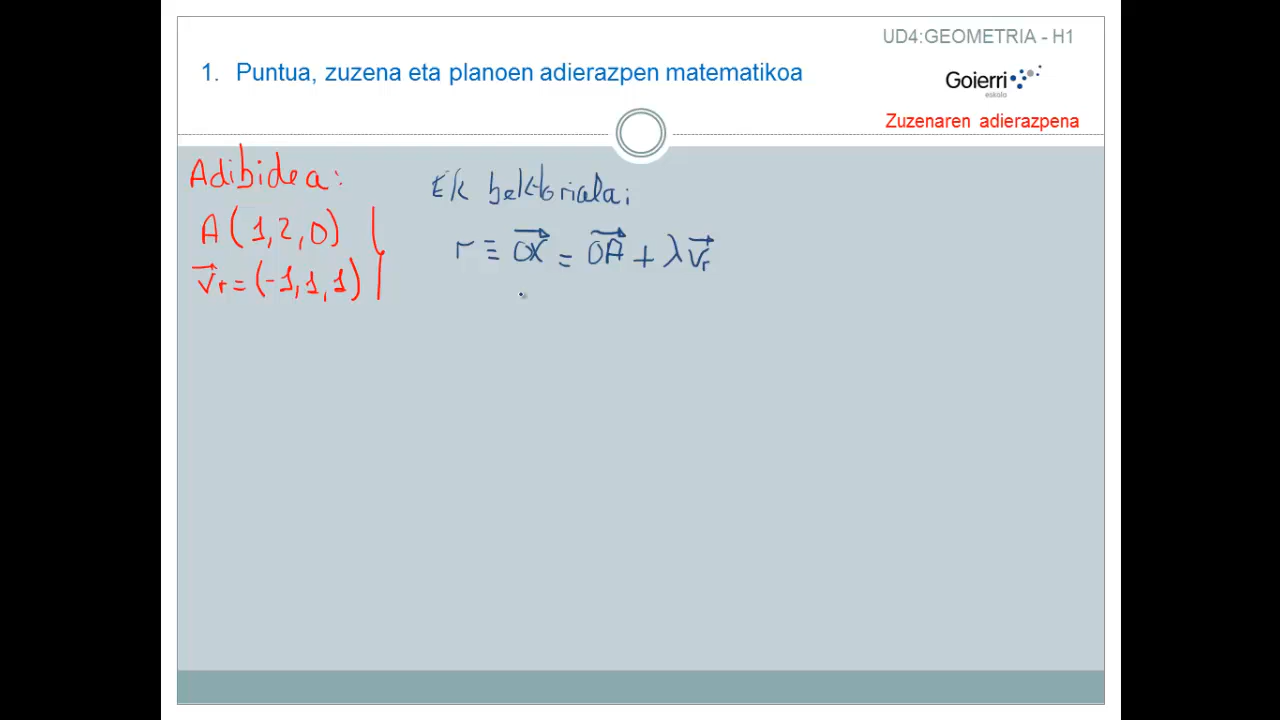 UD4:GEOMETRIA - H1
1. Puntua, zuzena eta planoen adierazpen matematikoa
Goierri
eskola
Zuzenaren adierazpena
Adibidea:
A(1,2,0)
v⃗r=(-1,1,1)
Ek bektoriala;
r ≡ OX⃗ = OA⃗ + λv⃗r